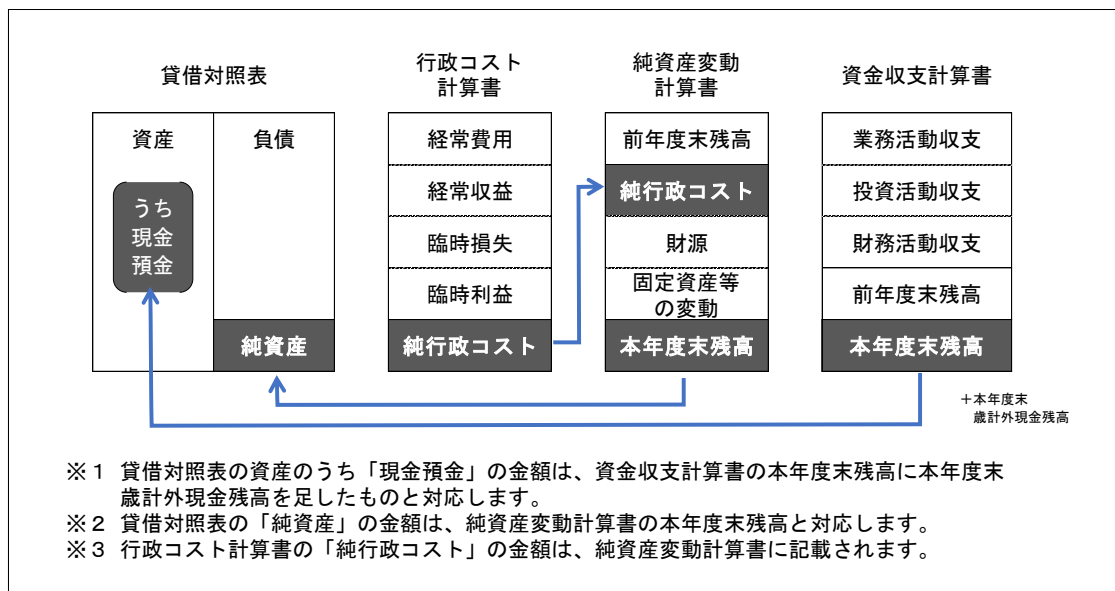 貸借対照表
行政コスト
計算書
純資産変動
計算書
資金収支計算書
資産
負債
うち
現金
預金
純資産
経常費用
経常収益
臨時損失
臨時利益
純行政コスト
前年度末残高
純行政コスト
財源
固定資産等
の変動
本年度末残高
業務活動収支
投資活動収支
財務活動収支
前年度末残高
本年度末残高
＋本年度末
歳計外現金残高
※１ 貸借対照表の資産のうち「現金預金」の金額は、資金収支計算書の本年度末残高に本年度末
歳計外現金残高を足したものと対応します。
※２ 貸借対照表の「純資産」の金額は、純資産変動計算書の本年度末残高と対応します。
※３ 行政コスト計算書の「純行政コスト」の金額は、純資産変動計算書に記載されます。